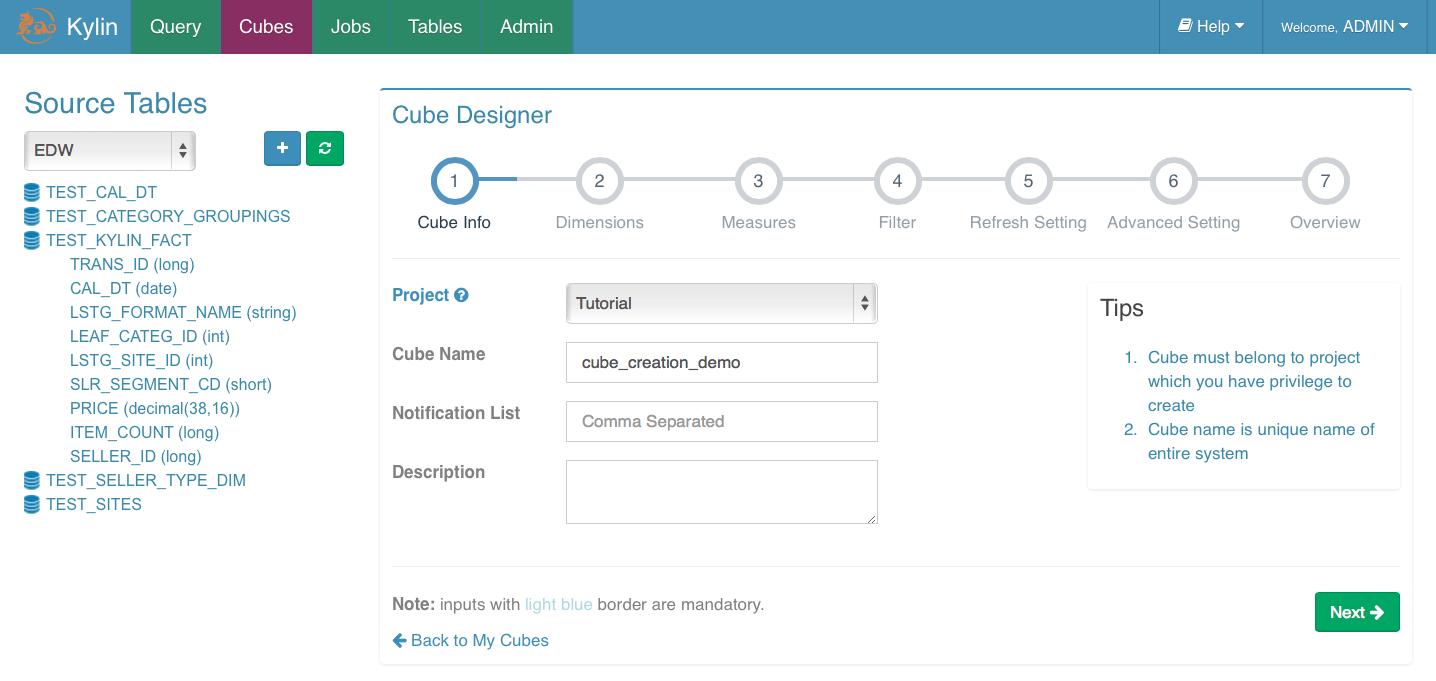 Kylin Query Cubes Jobs Tables Admin Help Welcome, ADMIN
Source Tables
EDW
TEST_CAL_DT
TEST_CATEGORY_GROUPINGS
TEST_KYLIN_FACT
TRANS_ID (long)
CAL_DT (date)
LSTG_FORMAT_NAME (string)
LEAF_CATEG_ID (int)
LSTG_SITE_ID (int)
SLR_SEGMENT_CD (short)
PRICE (decimal(38,16))
ITEM_COUNT (long)
SELLER_ID (long)
TEST_SELLER_TYPE_DIM
TEST_SITES
Cube Designer
1 2 3 4 5 6 7
Cube Info Dimensions Measures Filter Refresh Setting Advanced Setting Overview
Project Tutorial
Cube Name cube_creation_demo
Notification List Comma Separated
Description
Tips
1. Cube must belong to project
which you have privilege to
create
2. Cube name is unique name of
entire system
Note: inputs with light blue border are mandatory.
Next
Back to My Cubes